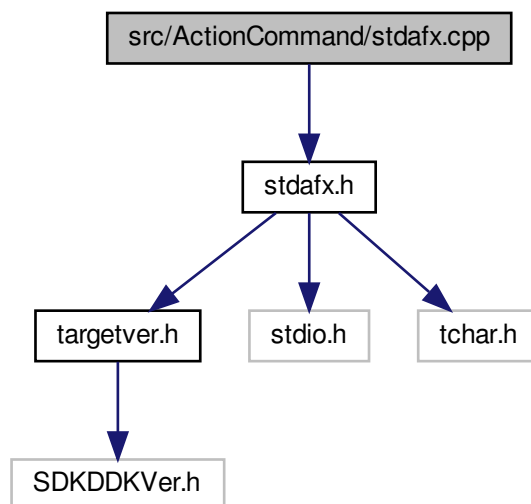 src/ActionCommand/stdafx.cpp
stdafx.h
targetver.h
stdio.h
tchar.h
SDKDDKVer.h